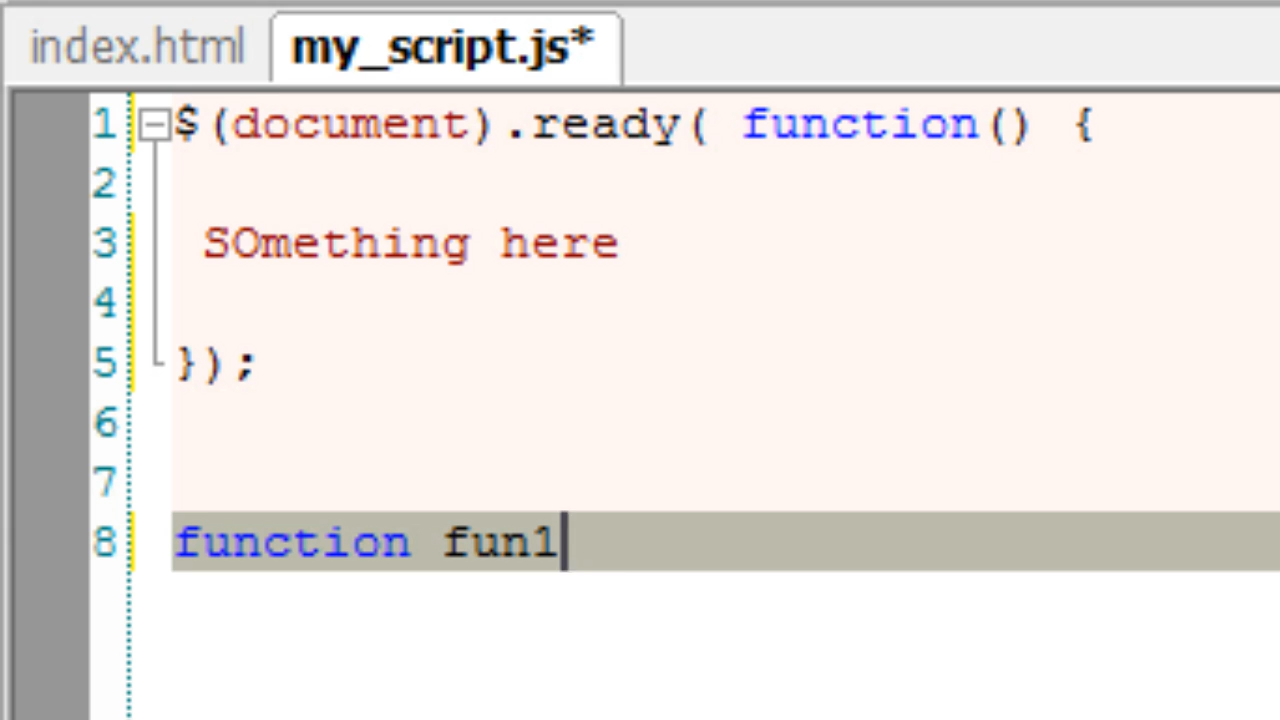 index.html my_script.js*
1 $(document).ready( function() {
2
3 SOmething here
4
5 });
6
7
8 function fun1